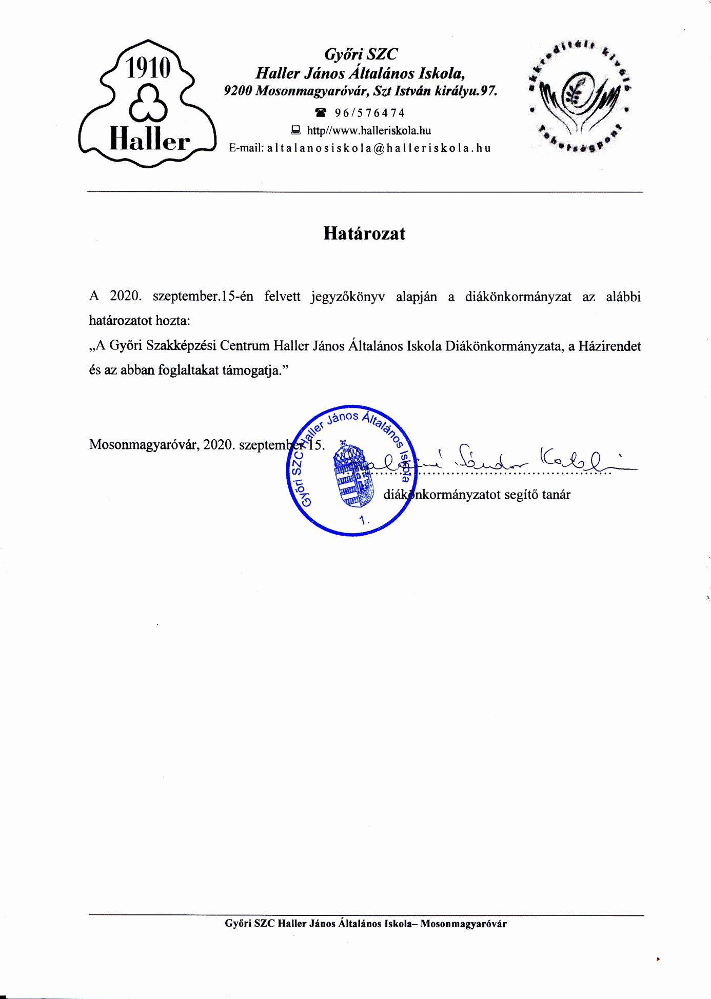 1910
Haller
Győri SZC
Haller János Általános Iskola,
9200 Mosonmagyaróvár, Szt István királyu.97.
96/576474
http//www.halleriskola.hu
E-mail: altalanosiskola@halleriskola.hu
akkreditált kiváló
Tehetségpont
Határozat
A 2020. szeptember.15-én felvett jegyzőkönyv alapján a diákönkormányzat az alábbi
határozatot hozta:
„A Győri Szakképzési Centrum Haller János Általános Iskola Diákönkormányzata, a Házirendet
és az abban foglaltakat támogatja.”
Mosonmagyaróvár, 2020. szeptember 15.
Győri SZC Haller János Általános Iskola
1.
Sándor
diákönkormányzatot segítő tanár
Győri SZC Haller János Általános Iskola– Mosonmagyaróvár